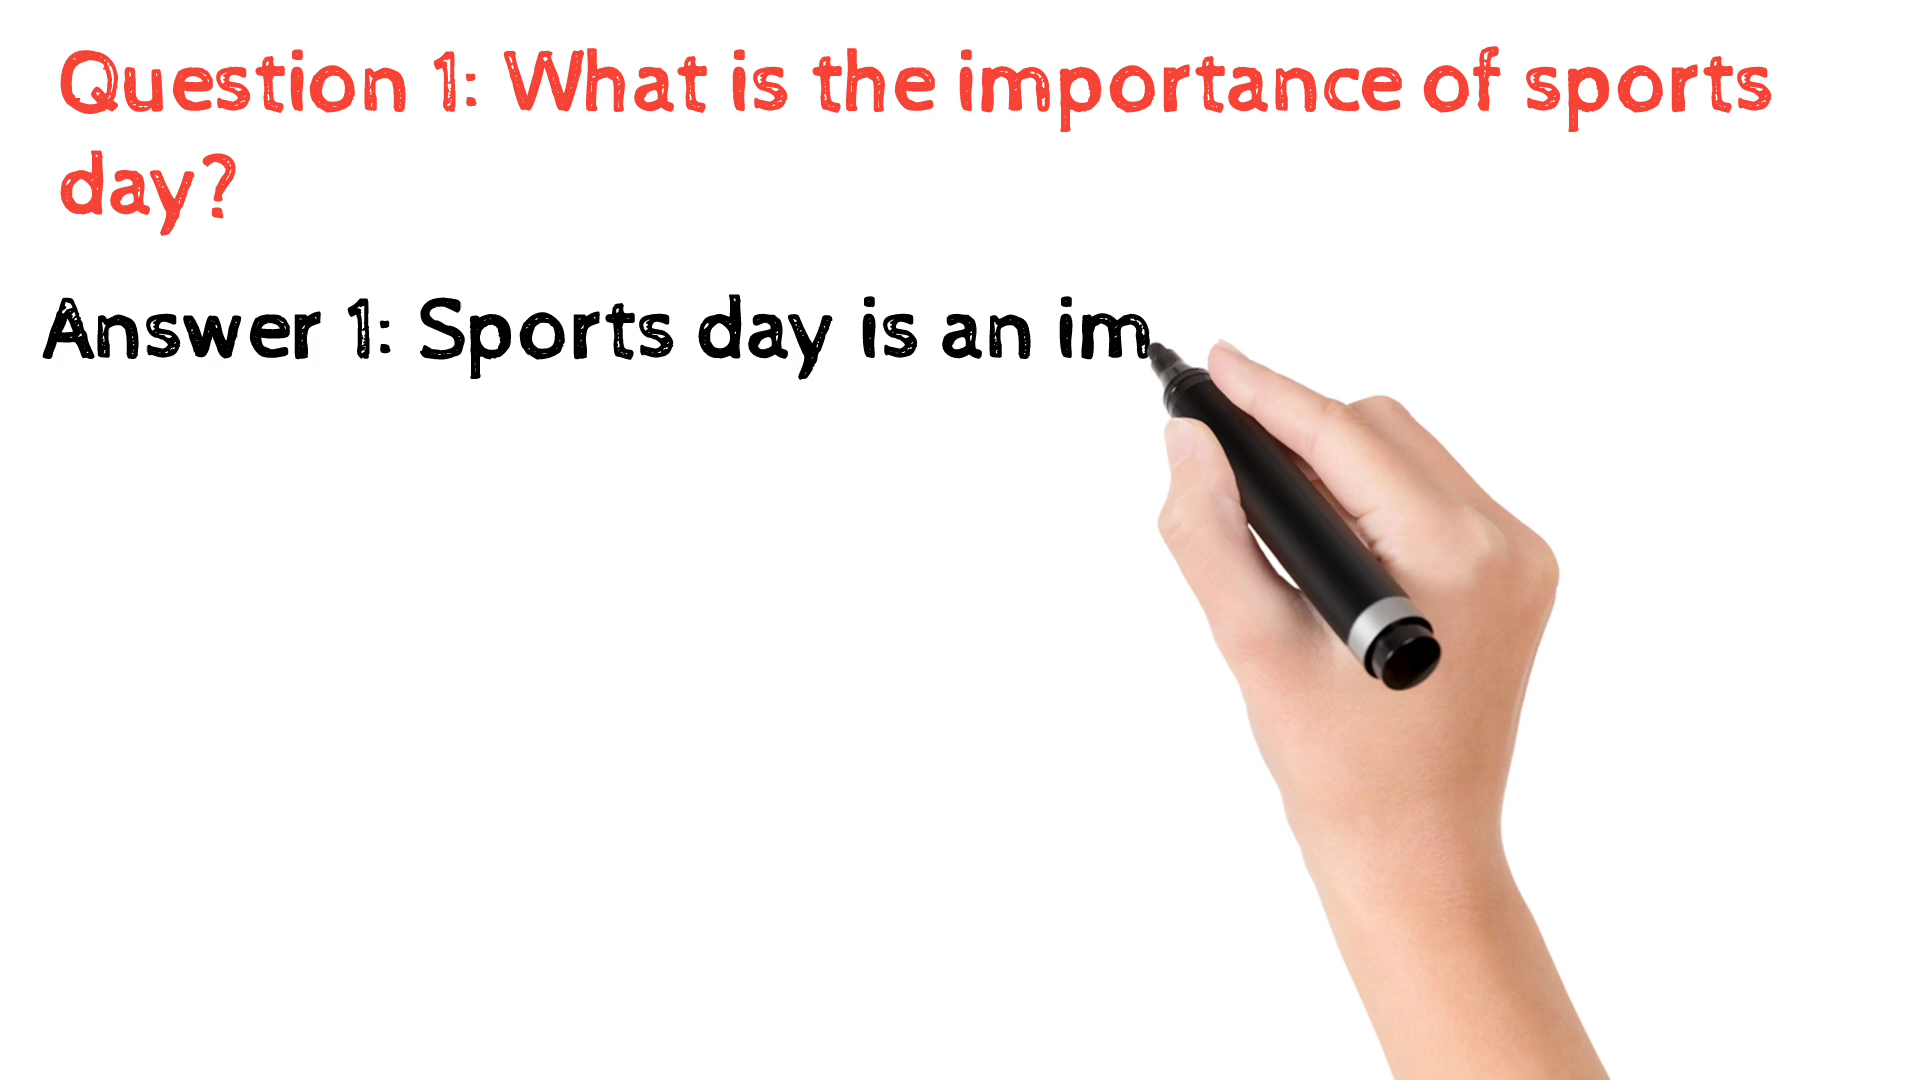 Question 1: What is the importance of sports
day?
Answer 1: Sports day is an im